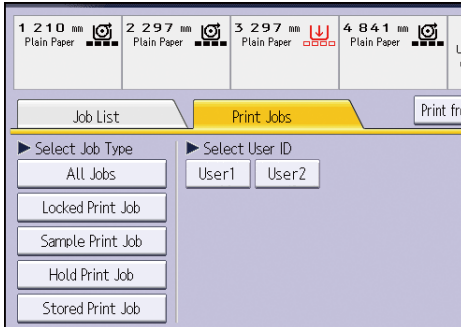 1 210 mm 2 297 mm 3 297 mm 4 841 mm
Plain Paper Plain Paper Plain Paper Plain Paper
Job List Print Jobs Print fr
Select Job Type Select User ID
All Jobs User1 User2
Locked Print Job
Sample Print Job
Hold Print Job
Stored Print Job